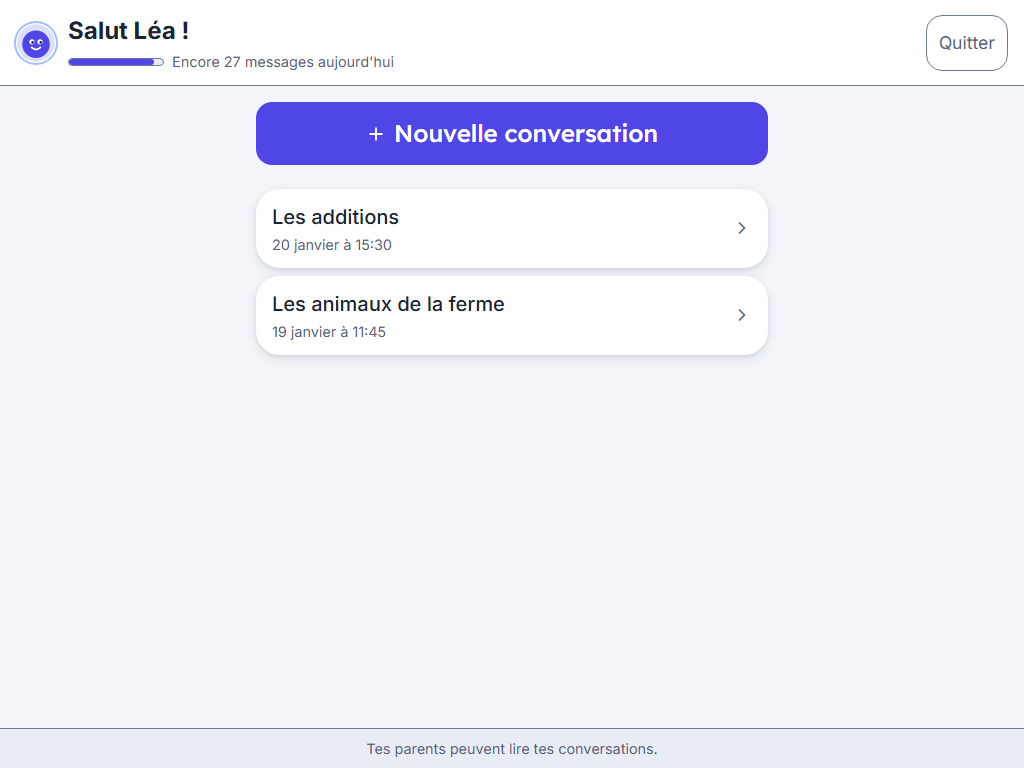 Salut Léa !
Encore 27 messages aujourd'hui
Quitter
+ Nouvelle conversation
Les additions
20 janvier à 15:30
Les animaux de la ferme
19 janvier à 11:45
Tes parents peuvent lire tes conversations.